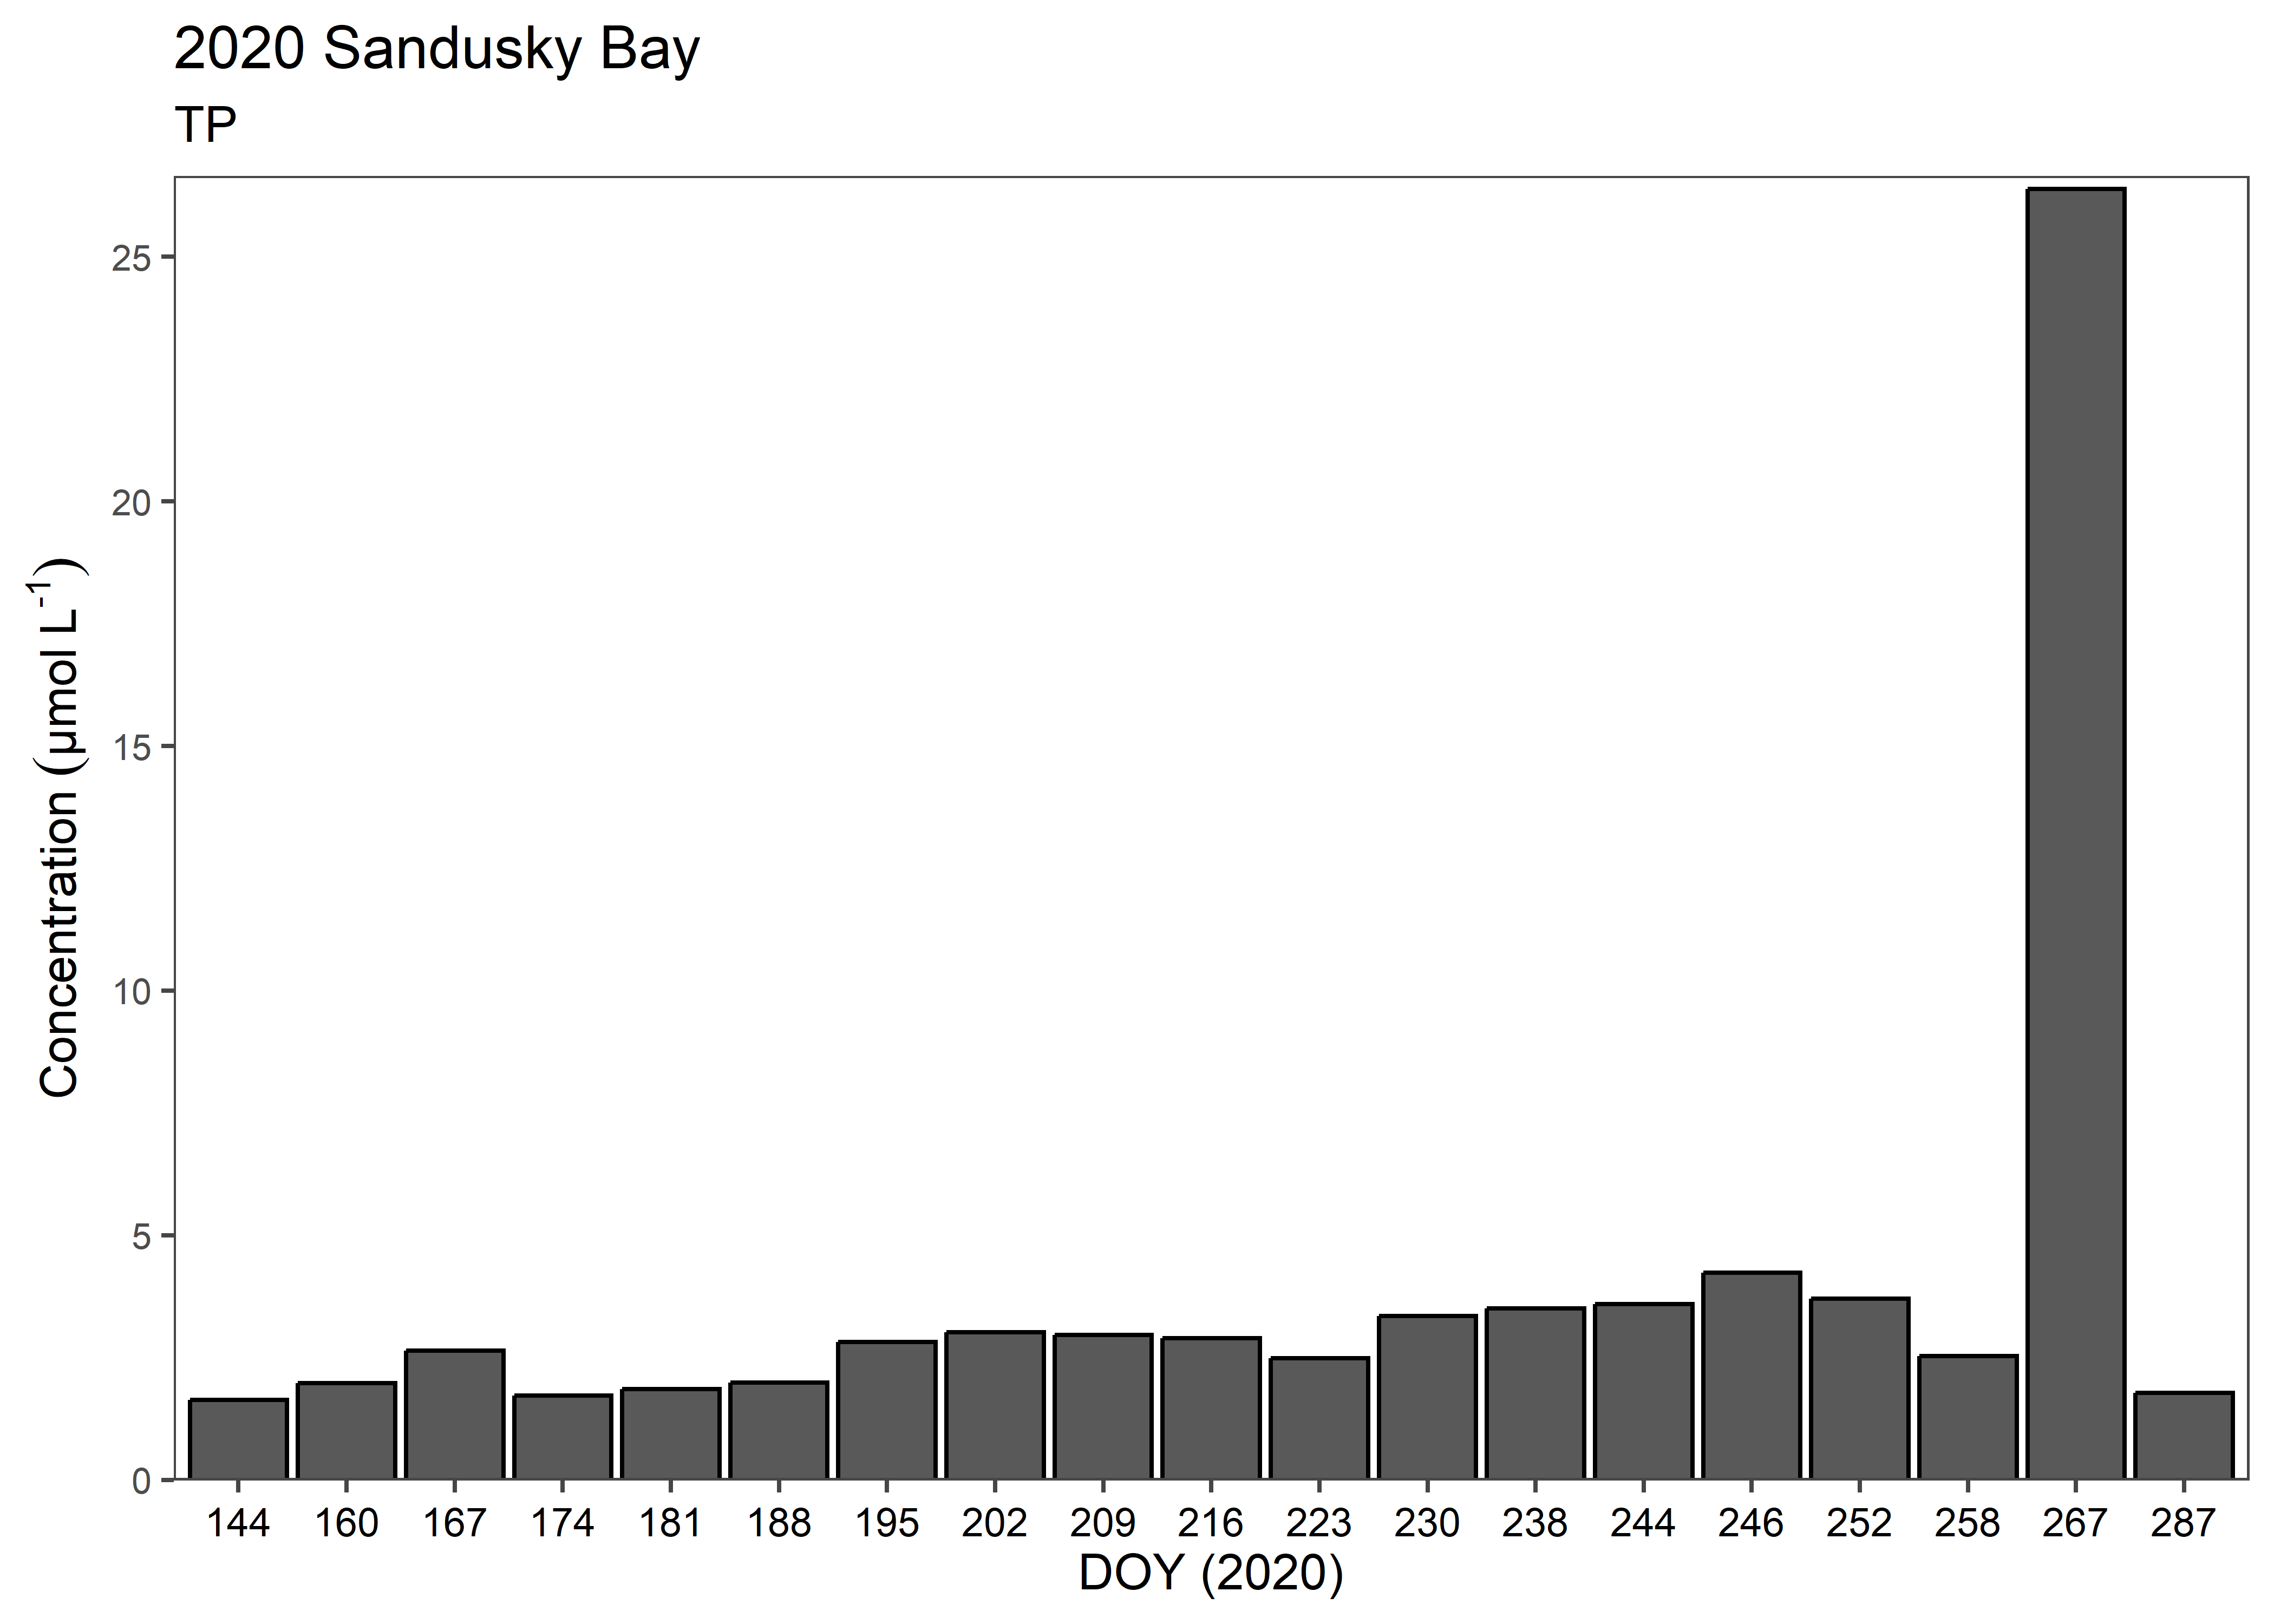 2020 Sandusky Bay
TP
Concentration (µmol L⁻¹)
25
20
15
10
5
0
144 160 167 174 181 188 195 202 209 216 223 230 238 244 246 252 258 267 287
DOY (2020)